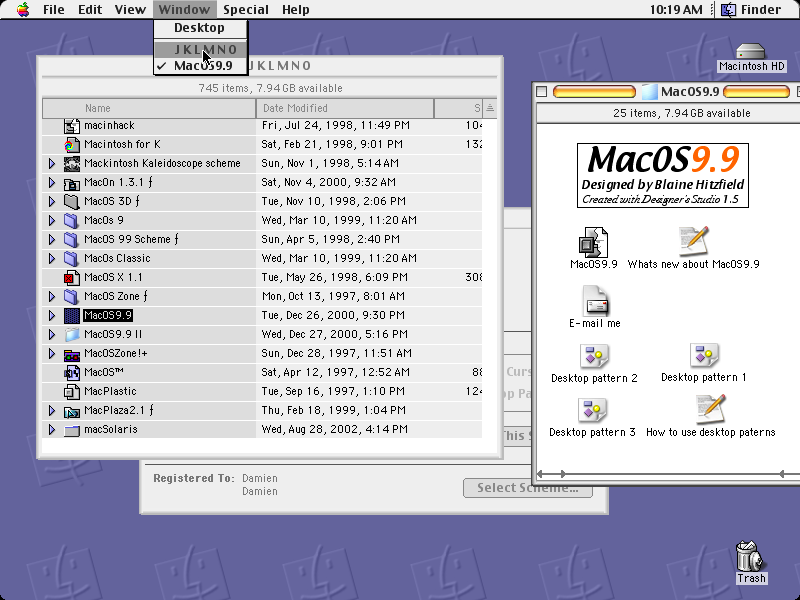 File Edit View Window Special Help 10:19 AM Finder
Desktop
J K L M N O
✓ MacOS9.9
Macintosh HD
J K L M N O
745 items, 7.94 GB available
Name Date Modified S
macinhack Fri, Jul 24, 1998, 11:49 PM 104
Macintosh for K Sat, Feb 21, 1998, 9:01 PM 132
Mackintosh Kaleidoscope scheme Sun, Nov 1, 1998, 5:14 AM
MacOn 1.3.1 ƒ Sat, Nov 4, 2000, 9:32 AM
MacOS 3D ƒ Tue, Nov 10, 1998, 2:06 PM
MacOs 9 Wed, Mar 10, 1999, 11:20 AM
MacOS 99 Scheme ƒ Sun, Apr 5, 1998, 2:40 PM
MacOs Classic Wed, Mar 10, 1999, 11:20 AM
MacOS X 1.1 Tue, May 26, 1998, 6:09 PM 308
MacOS Zone ƒ Mon, Oct 13, 1997, 8:01 AM
MacOS9.9 Tue, Dec 26, 2000, 9:30 PM
MacOS9.9 II Wed, Dec 27, 2000, 5:16 PM
MacOSZone!+ Sun, Dec 28, 1997, 11:51 AM
MacOS™ Sat, Apr 12, 1997, 12:52 AM 88
MacPlastic Tue, Sep 16, 1997, 1:10 PM 124
MacPlaza2.1 ƒ Thu, Feb 18, 1999, 1:04 PM
macSolaris Wed, Aug 28, 2002, 4:14 PM
MacOS9.9
25 items, 7.94 GB available
MacOS9.9
Designed by Blaine Hitzfield
Created with Designer's Studio 1.5
MacOS9.9 Whats new about MacOS9.9
E-mail me
Desktop pattern 2 Desktop pattern 1
Desktop pattern 3 How to use desktop paterns
Curs
p Pa
This S
Registered To: Damien
Damien
Select Scheme...
Trash